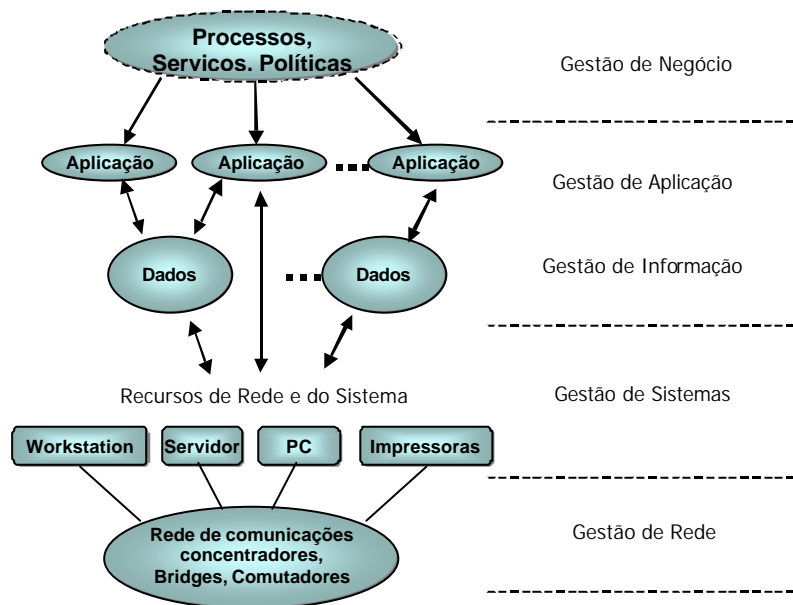 Processos,
Servicos. Políticas
Gestão de Negócio
Aplicação
Aplicação
Aplicação
Gestão de Aplicação
Dados
Dados
Gestão de Informação
Recursos de Rede e do Sistema
Gestão de Sistemas
Workstation
Servidor
PC
Impressoras
Rede de comunicações
concentradores,
Bridges, Comutadores
Gestão de Rede